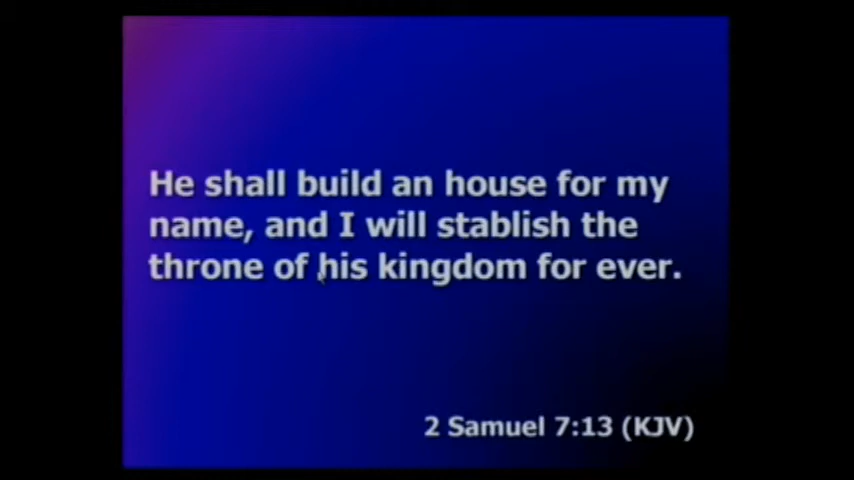 He shall build an house for my
name, and I will stablish the
throne of his kingdom for ever.
2 Samuel 7:13 (KJV)